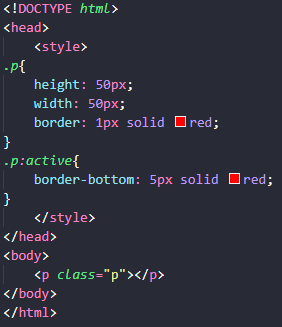 <!DOCTYPE html>
<head>
    <style>
.p{
    height: 50px;
    width: 50px;
    border: 1px solid red;
}
.p:active{
    border-bottom: 5px solid red;
}
    </style>
</head>
<body>
    <p class="p"></p>
</body>
</html>